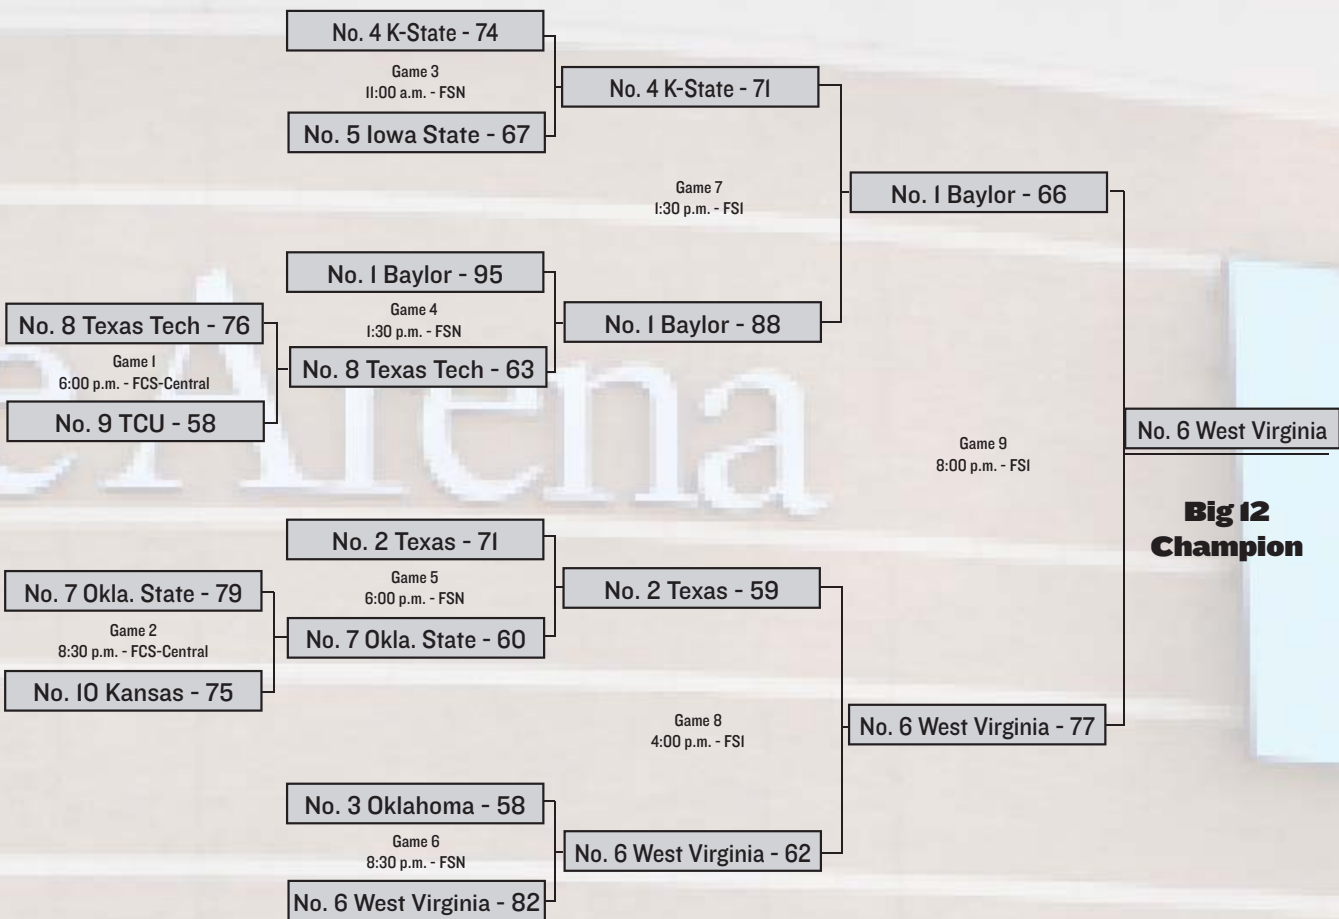 No. 4 K-State - 74
Game 3
11:00 a.m. - FSN
No. 5 Iowa State - 67
No. 4 K-State - 71
Game 7
1:30 p.m. - FS1
No. 1 Baylor - 66
No. 1 Baylor - 95
Game 4
1:30 p.m. - FSN
No. 8 Texas Tech - 63
No. 1 Baylor - 88
No. 8 Texas Tech - 76
Game 1
6:00 p.m. - FCS-Central
No. 9 TCU - 58
e Arena
Game 9
8:00 p.m. - FS1
No. 6 West Virginia
Big 12
Champion
No. 2 Texas - 71
Game 5
6:00 p.m. - FSN
No. 7 Okla. State - 60
No. 2 Texas - 59
No. 7 Okla. State - 79
Game 2
8:30 p.m. - FCS-Central
No. 10 Kansas - 75
Game 8
4:00 p.m. - FS1
No. 6 West Virginia - 77
No. 3 Oklahoma - 58
Game 6
8:30 p.m. - FSN
No. 6 West Virginia - 82
No. 6 West Virginia - 62